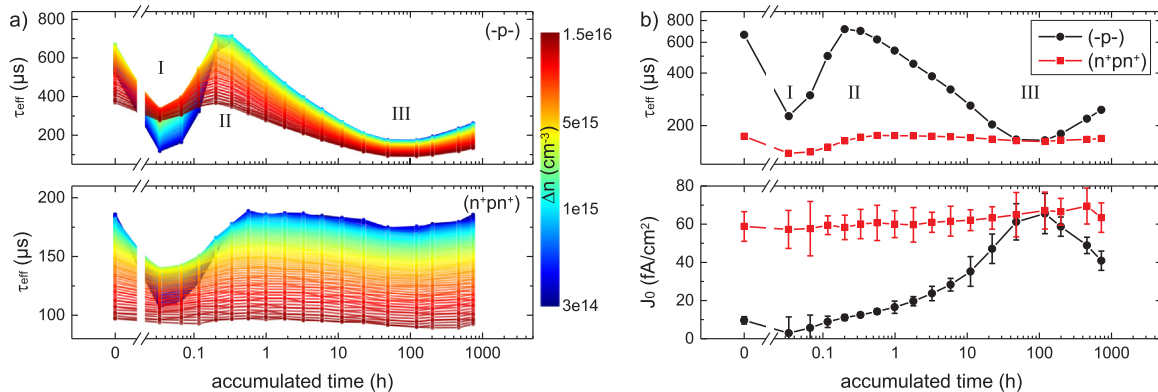 a)
800
600
400
200
τeff (µs)
I
II
III
(-p-)
200
150
100
τeff (µs)
(n⁺pn⁺)
0 0.1 1 10 100 1000
accumulated time (h)
1.5e16
5e15
1e15
3e14
Δn (cm⁻³)
b)
800
600
400
200
τeff (µs)
I
II
III
(-p-)
(n⁺pn⁺)
80
60
40
20
0
J₀ (fA/cm²)
0 0.1 1 10 100 1000
accumulated time (h)